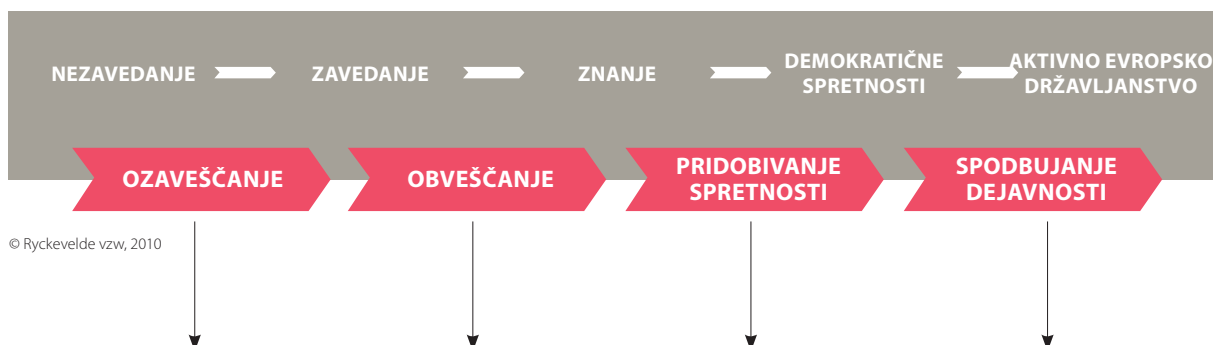 NEZAVEDANJE
ZAVEDANJE
ZNANJE
DEMOKRATIČNE
SPRETNOSTI
AKTIVNO EVROPSKO
DRŽAVLJANSTVO
OZAVEŠČANJE
OBVEŠČANJE
PRIDOBIVANJE
SPRETNOSTI
SPODBUJANJE
DEJAVNOSTI
© Ryckevelde vzw, 2010